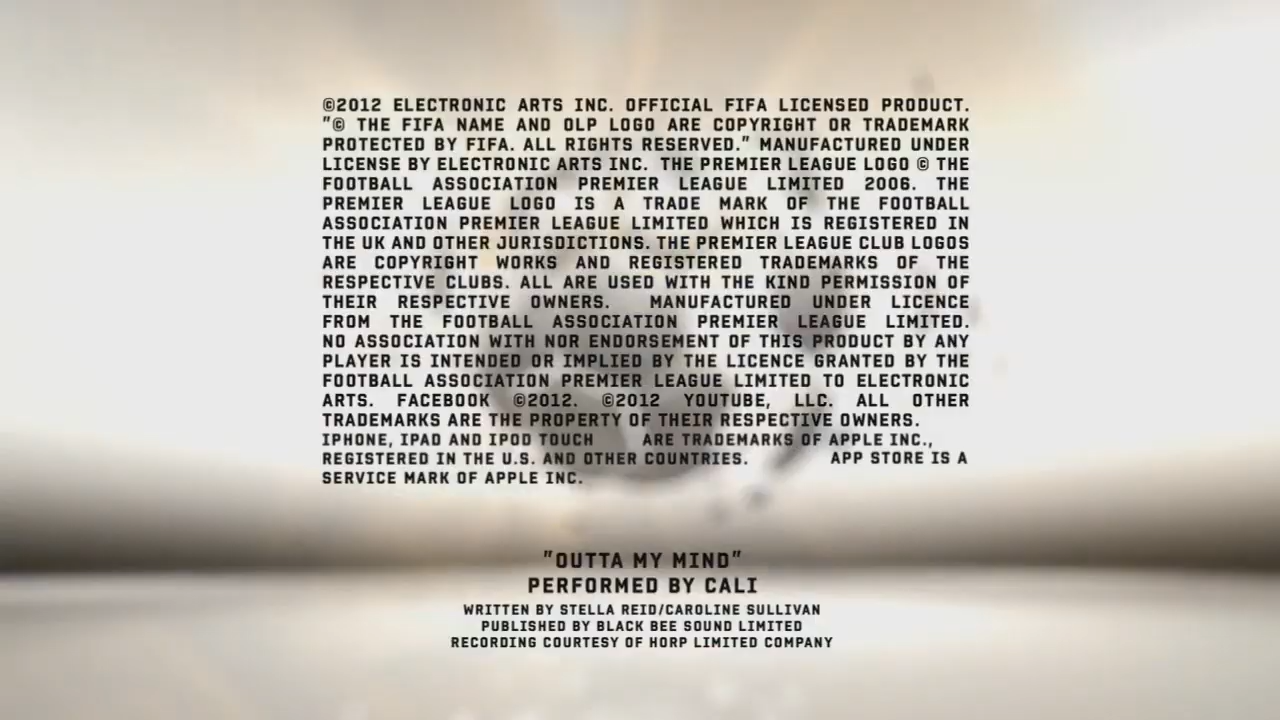 ©2012 ELECTRONIC ARTS INC. OFFICIAL FIFA LICENSED PRODUCT.
"© THE FIFA NAME AND OLP LOGO ARE COPYRIGHT OR TRADEMARK
PROTECTED BY FIFA. ALL RIGHTS RESERVED." MANUFACTURED UNDER
LICENSE BY ELECTRONIC ARTS INC. THE PREMIER LEAGUE LOGO © THE
FOOTBALL ASSOCIATION PREMIER LEAGUE LIMITED 2006. THE
PREMIER LEAGUE LOGO IS A TRADE MARK OF THE FOOTBALL
ASSOCIATION PREMIER LEAGUE LIMITED WHICH IS REGISTERED IN
THE UK AND OTHER JURISDICTIONS. THE PREMIER LEAGUE CLUB LOGOS
ARE COPYRIGHT WORKS AND REGISTERED TRADEMARKS OF THE
RESPECTIVE CLUBS. ALL ARE USED WITH THE KIND PERMISSION OF
THEIR RESPECTIVE OWNERS. MANUFACTURED UNDER LICENCE
FROM THE FOOTBALL ASSOCIATION PREMIER LEAGUE LIMITED.
NO ASSOCIATION WITH NOR ENDORSEMENT OF THIS PRODUCT BY ANY
PLAYER IS INTENDED OR IMPLIED BY THE LICENCE GRANTED BY THE
FOOTBALL ASSOCIATION PREMIER LEAGUE LIMITED TO ELECTRONIC
ARTS. FACEBOOK ©2012. ©2012 YOUTUBE, LLC. ALL OTHER
TRADEMARKS ARE THE PROPERTY OF THEIR RESPECTIVE OWNERS.
IPHONE, IPAD AND IPOD TOUCH ARE TRADEMARKS OF APPLE INC.,
REGISTERED IN THE U.S. AND OTHER COUNTRIES. APP STORE IS A
SERVICE MARK OF APPLE INC.
"OUTTA MY MIND"
PERFORMED BY CALI
WRITTEN BY STELLA REID/CAROLINE SULLIVAN
PUBLISHED BY BLACK BEE SOUND LIMITED
RECORDING COURTESY OF HORP LIMITED COMPANY